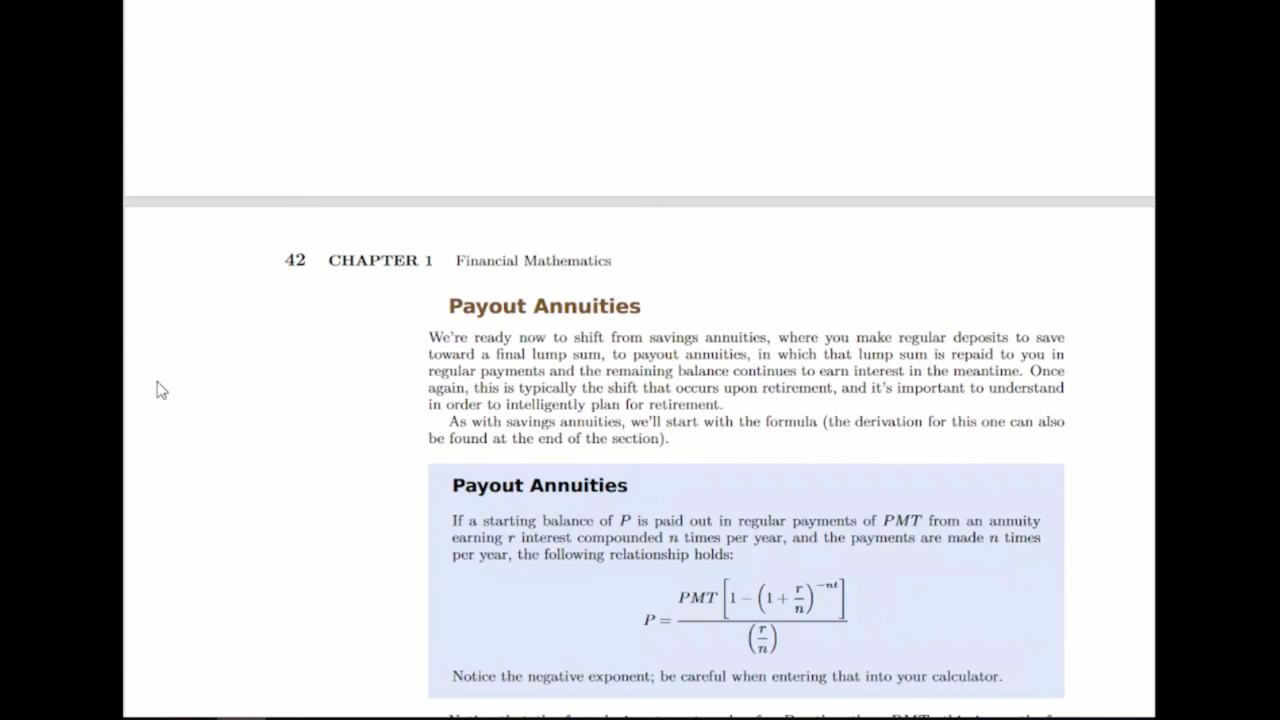 42 CHAPTER 1 Financial Mathematics
Payout Annuities
We're ready now to shift from savings annuities, where you make regular deposits to save
toward a final lump sum, to payout annuities, in which that lump sum is repaid to you in
regular payments and the remaining balance continues to earn interest in the meantime. Once
again, this is typically the shift that occurs upon retirement, and it's important to understand
in order to intelligently plan for retirement.
As with savings annuities, we'll start with the formula (the derivation for this one can also
be found at the end of the section).
Payout Annuities
If a starting balance of P is paid out in regular payments of PMT from an annuity
earning r interest compounded n times per year, and the payments are made n times
per year, the following relationship holds:
P = PMT [1 − (1 + r/n)^−nt] / (r/n)
Notice the negative exponent; be careful when entering that into your calculator.